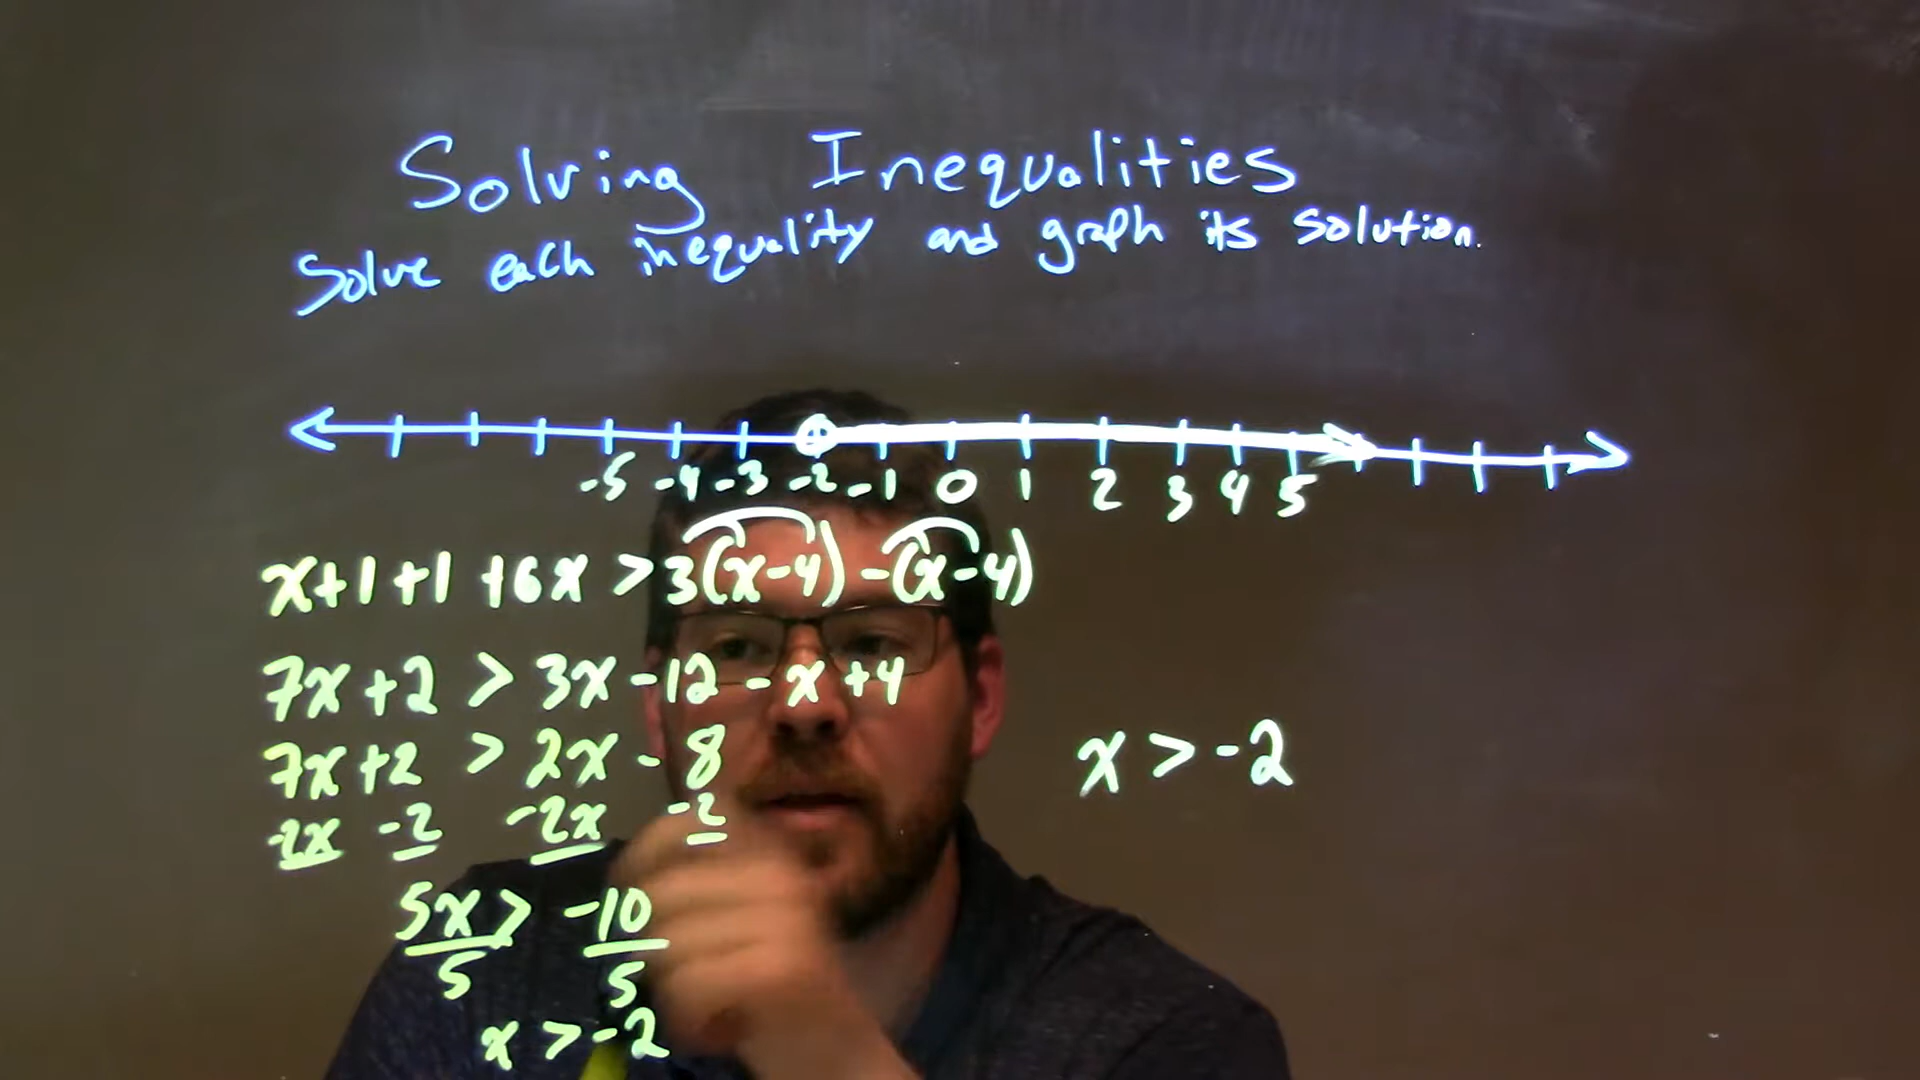 Solving Inequalities
Solve each inequality and graph its solution.
-5 -4 -3 -2 -1 0 1 2 3 4 5
x+1+1+6x > 3(x-4) -(x-4)
7x+2 > 3x-12-x+4
7x+2 > 2x-8
-2x -2 -2x -2
5x > -10
5 5
x > -2
x > -2